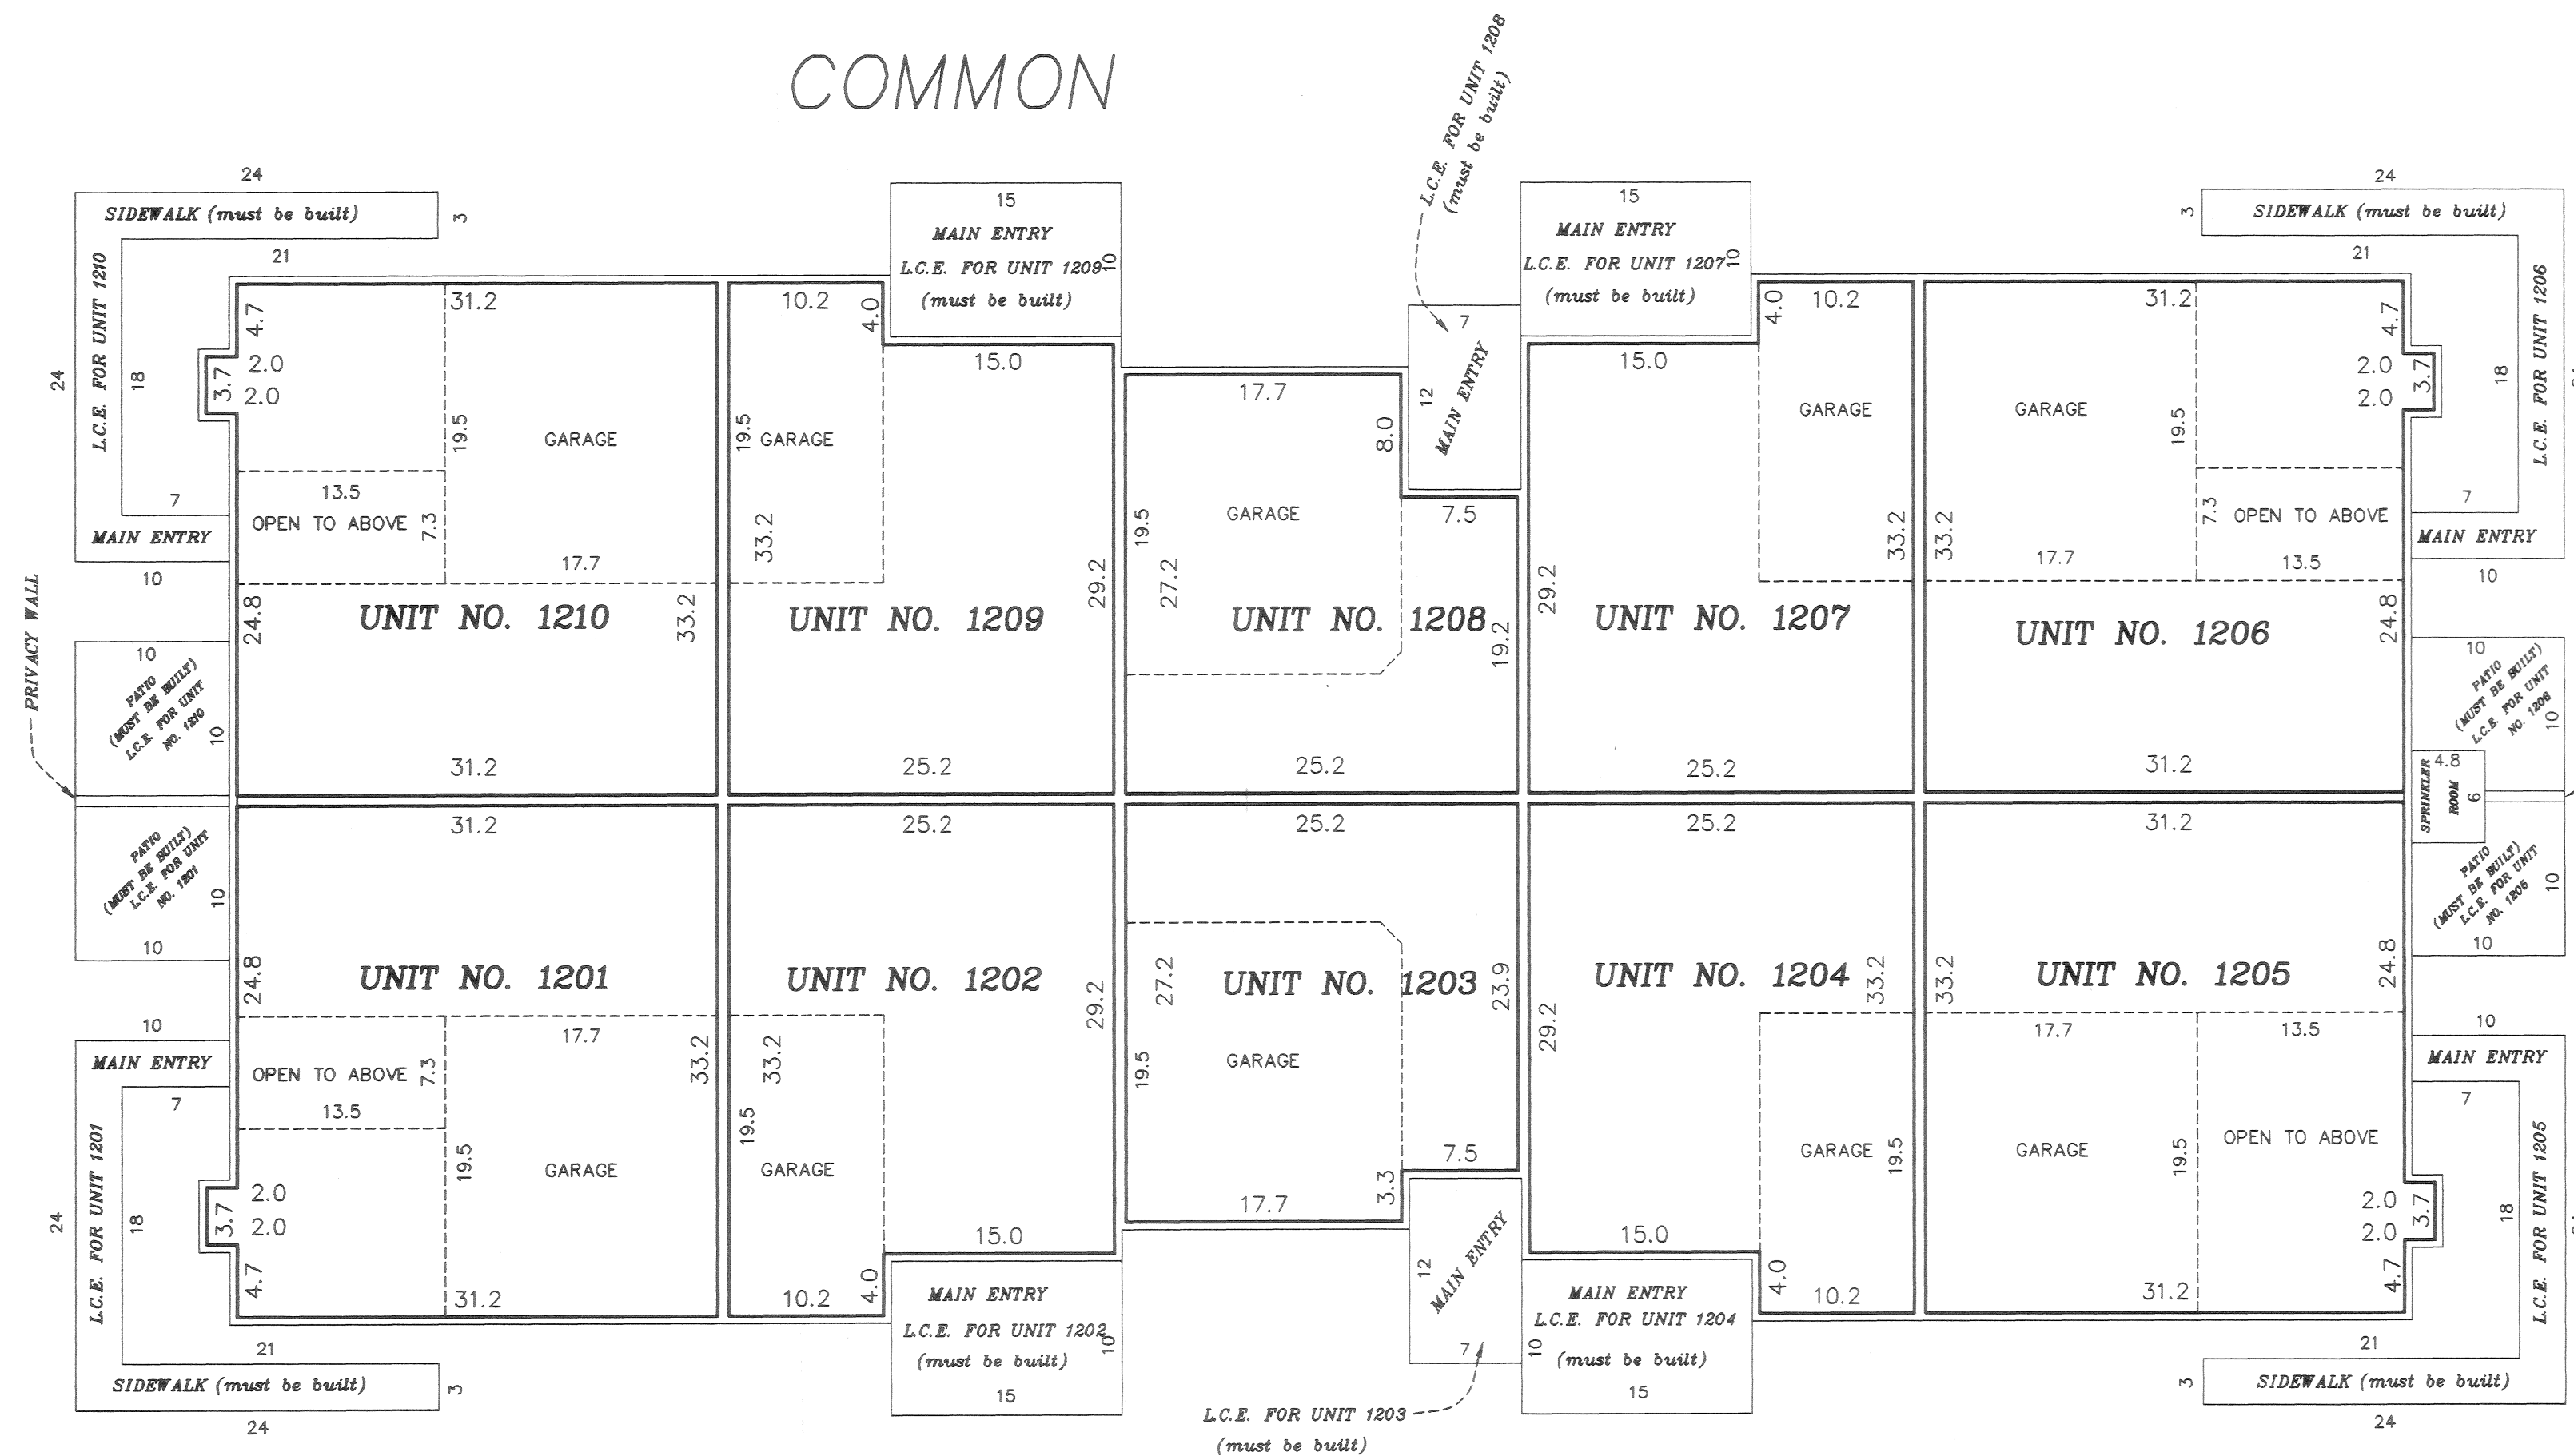 COMMON
L.C.E. FOR UNIT 1208
(must be built)
24
SIDEWALK (must be built)
3
21
L.C.E. FOR UNIT 1210
24
18
7
MAIN ENTRY
10
15
MAIN ENTRY
L.C.E. FOR UNIT 1209
10
(must be built)
7
12
MAIN ENTRY
15
MAIN ENTRY
L.C.E. FOR UNIT 1207
10
(must be built)
24
3
SIDEWALK (must be built)
21
L.C.E. FOR UNIT 1206
18
7
MAIN ENTRY
10
4.7
31.2
2.0
3.7
2.0
19.5
GARAGE
13.5
OPEN TO ABOVE
7.3
17.7
24.8
UNIT NO. 1210
33.2
31.2
10.2
4.0
15.0
19.5
GARAGE
33.2
29.2
UNIT NO. 1209
25.2
17.7
8.0
GARAGE
19.5
7.5
27.2
UNIT NO. 1208
19.2
25.2
15.0
4.0
10.2
GARAGE
29.2
33.2
UNIT NO. 1207
25.2
31.2
4.7
2.0
3.7
2.0
GARAGE
19.5
33.2
7.3
OPEN TO ABOVE
17.7
13.5
24.8
UNIT NO. 1206
31.2
PRIVACY WALL
10
PATIO
(MUST BE BUILT)
L.C.E. FOR UNIT
NO. 1210
10
10
PATIO
(MUST BE BUILT)
L.C.E. FOR UNIT
NO. 1206
10
4.8
SPRINKLER
ROOM
6
PATIO
(MUST BE BUILT)
L.C.E. FOR UNIT
NO. 1201
10
10
PATIO
(MUST BE BUILT)
L.C.E. FOR UNIT
NO. 1205
10
10
31.2
24.8
UNIT NO. 1201
17.7
OPEN TO ABOVE
7.3
33.2
13.5
19.5
GARAGE
2.0
3.7
2.0
4.7
31.2
25.2
UNIT NO. 1202
29.2
33.2
19.5
GARAGE
15.0
10.2
4.0
25.2
27.2
UNIT NO. 1203
23.9
19.5
GARAGE
7.5
3.3
17.7
25.2
UNIT NO. 1204
33.2
29.2
GARAGE
19.5
15.0
4.0
10.2
31.2
33.2
UNIT NO. 1205
24.8
17.7
13.5
GARAGE
19.5
OPEN TO ABOVE
2.0
3.7
2.0
4.7
31.2
10
MAIN ENTRY
7
L.C.E. FOR UNIT 1201
24
18
21
SIDEWALK (must be built)
3
24
MAIN ENTRY
L.C.E. FOR UNIT 1202
10
(must be built)
15
12
MAIN ENTRY
7
L.C.E. FOR UNIT 1203
(must be built)
MAIN ENTRY
L.C.E. FOR UNIT 1204
10
(must be built)
15
10
MAIN ENTRY
7
18
L.C.E. FOR UNIT 1205
21
3
SIDEWALK (must be built)
24